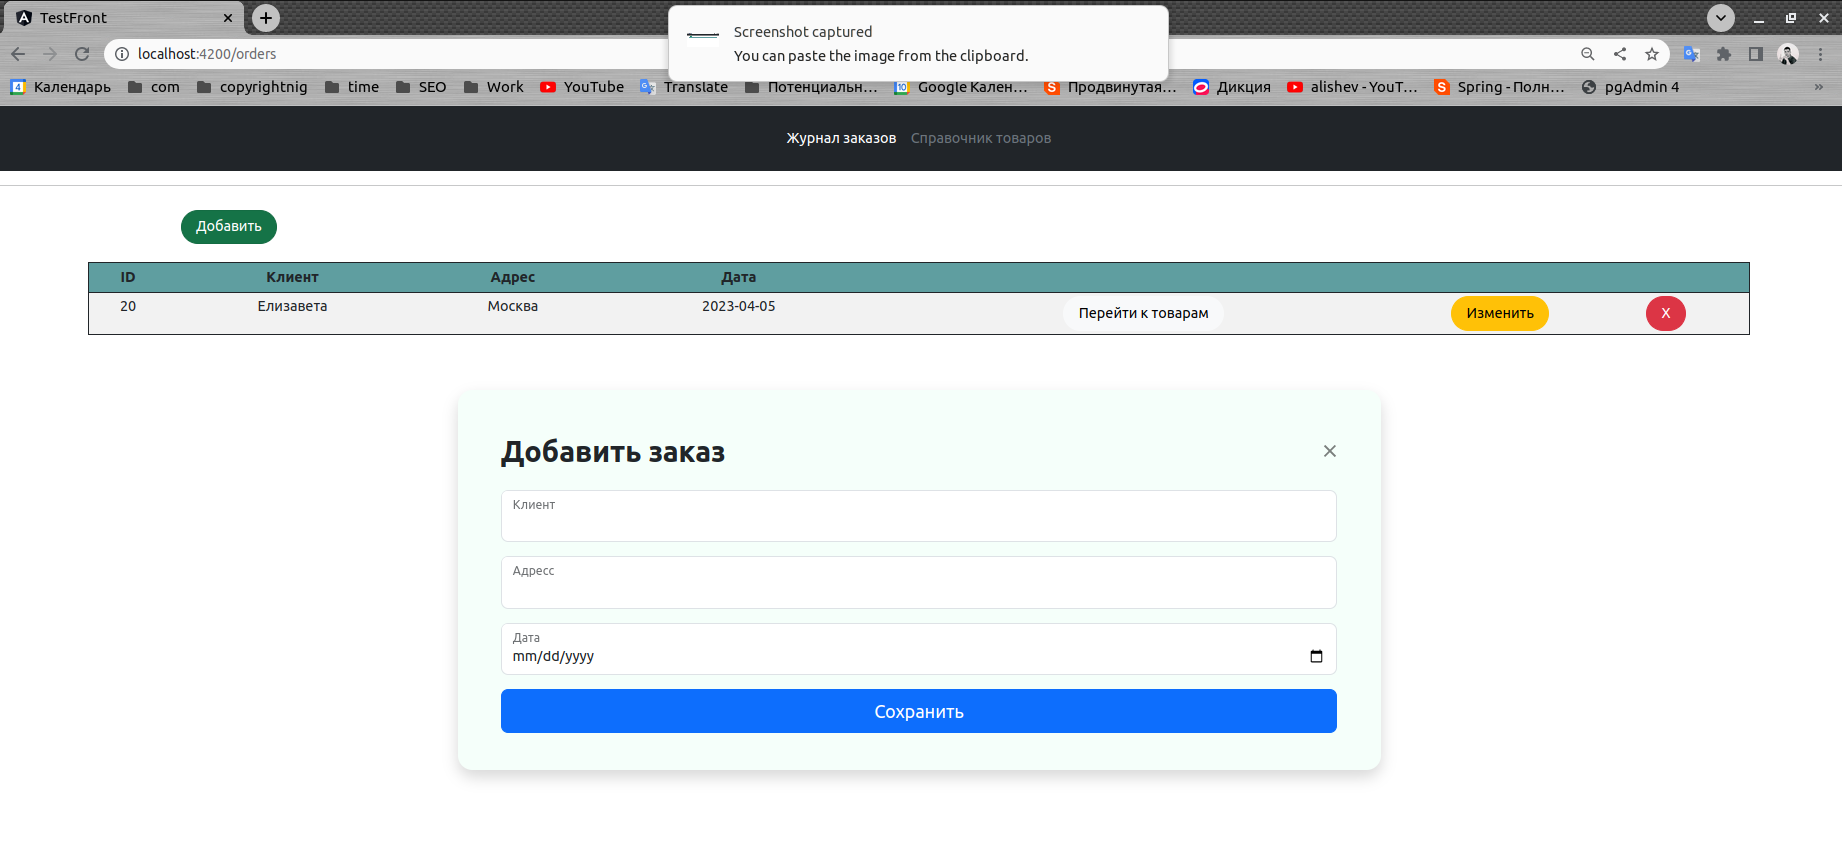 TestFront
Screenshot captured
You can paste the image from the clipboard.
localhost:4200/orders
4 Календарь com copyrightnig time SEO Work YouTube Translate Потенциальн... 10 Google Кален... Продвинутая... Дикция alishev - YouT... Spring - Полн... pgAdmin 4 »
Журнал заказов Справочник товаров
Добавить
ID Клиент Адрес Дата
20 Елизавета Москва 2023-04-05 Перейти к товарам Изменить X
Добавить заказ
Клиент
Адресс
Дата
mm/dd/yyyy
Сохранить